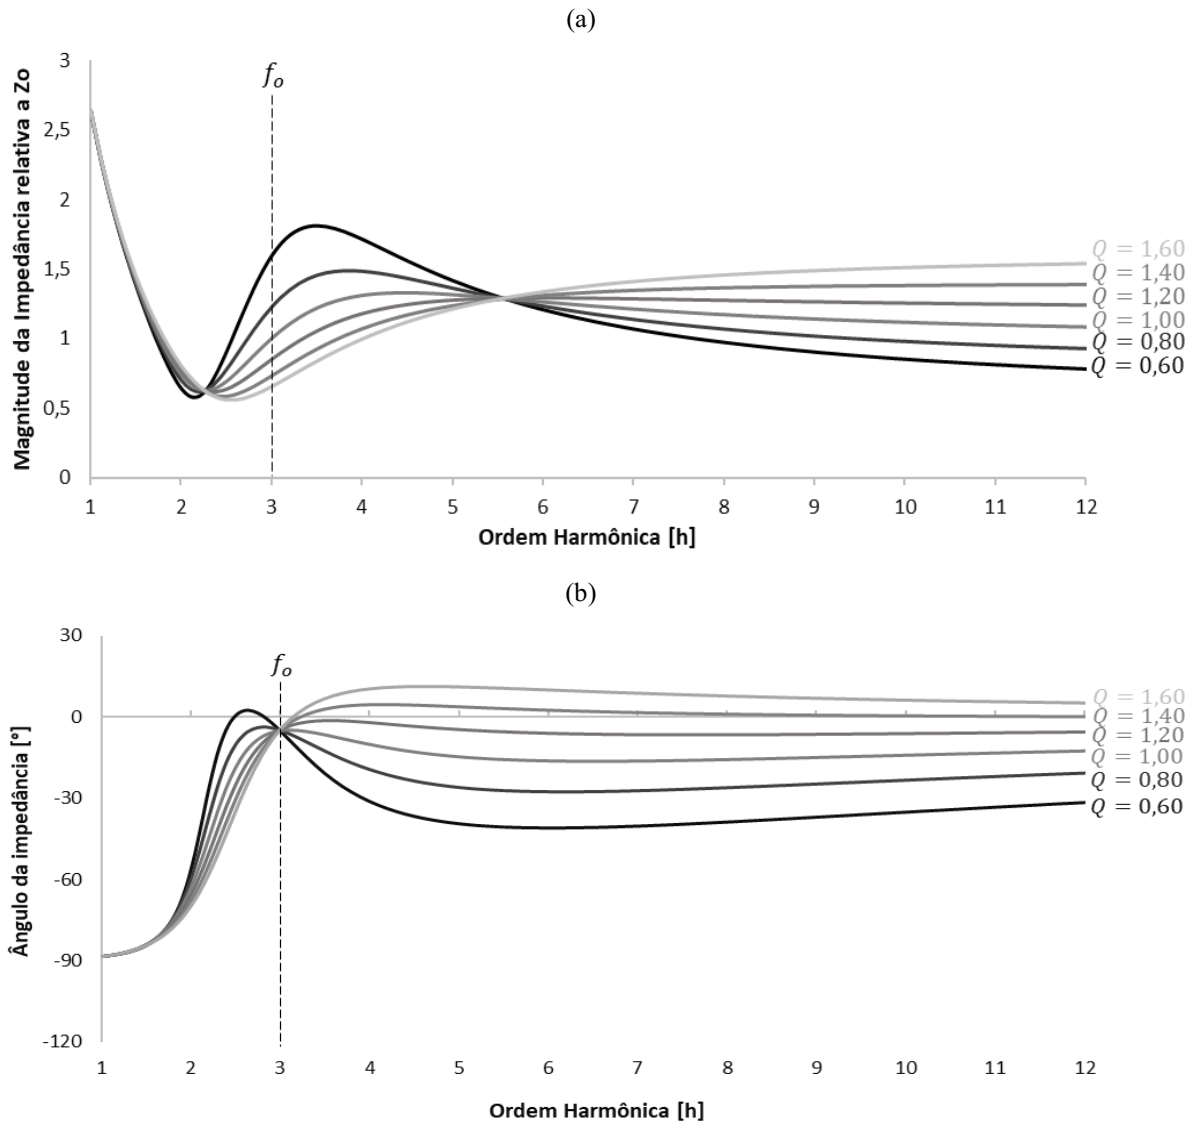 (a)
Magnitude da Impedância relativa a Zo
3
2,5
2
1,5
1
0,5
0
f_o
Q = 1,60
Q = 1,40
Q = 1,20
Q = 1,00
Q = 0,80
Q = 0,60
1 2 3 4 5 6 7 8 9 10 11 12
Ordem Harmônica [h]
(b)
Ângulo da impedância [°]
30
0
-30
-60
-90
-120
f_o
Q = 1,60
Q = 1,40
Q = 1,20
Q = 1,00
Q = 0,80
Q = 0,60
1 2 3 4 5 6 7 8 9 10 11 12
Ordem Harmônica [h]